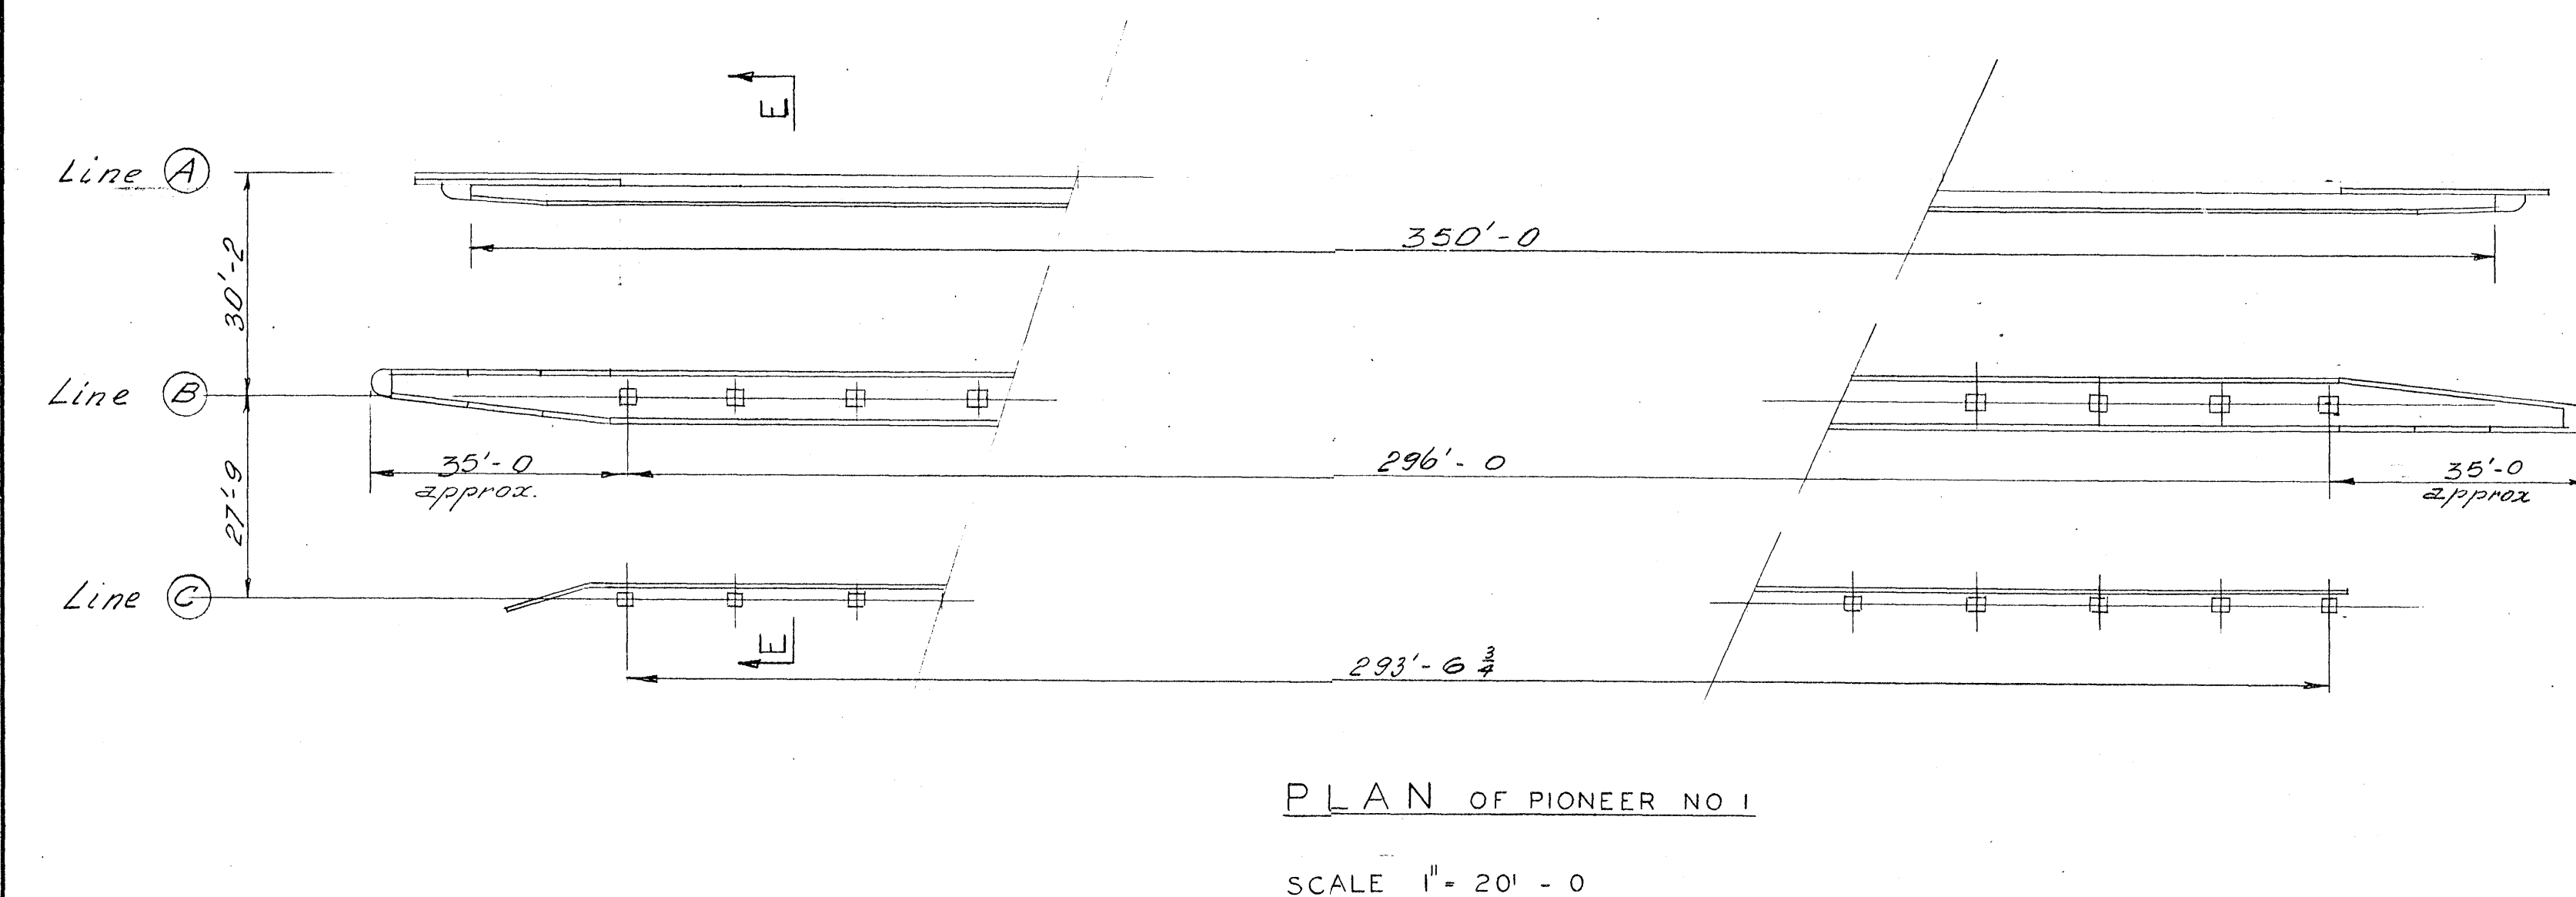 E
Line A
350'-0
30'-2
Line B
35'-0
approx.
296'-0
35'-0
approx
27'-9
Line C
E
293'-6 3/4
PLAN OF PIONEER NO 1
SCALE 1" = 20' - 0